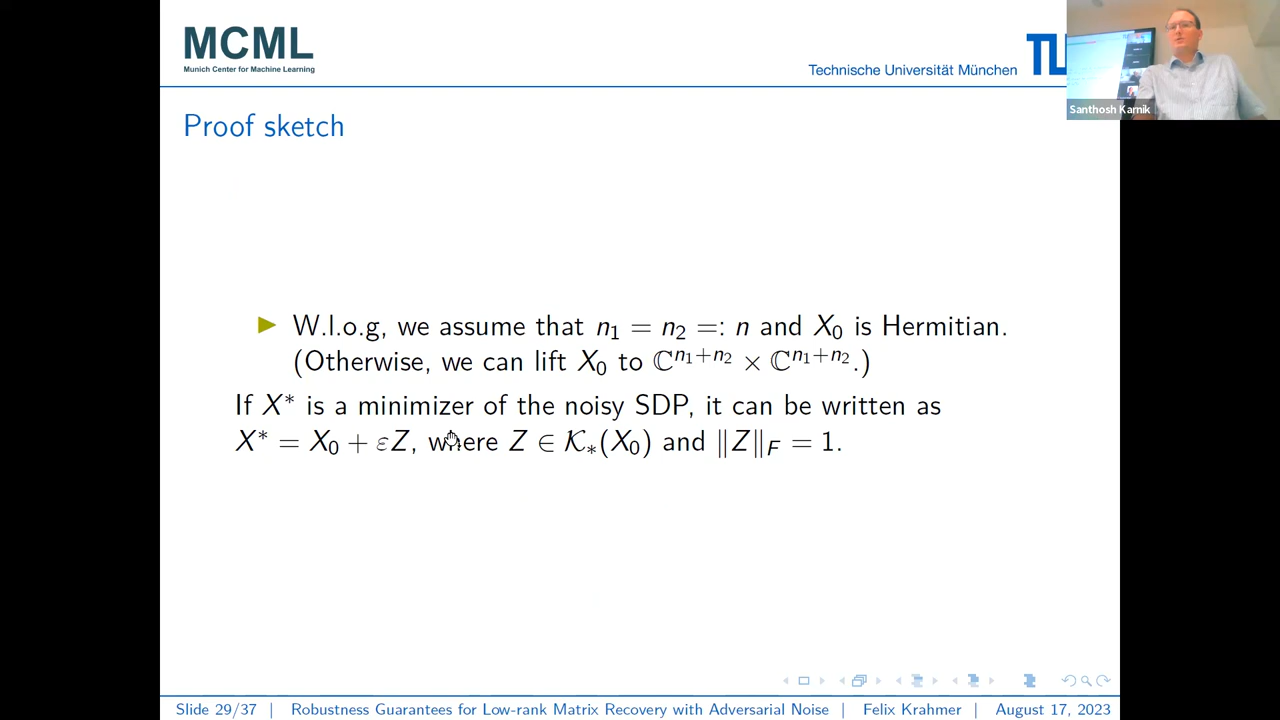 MCML
Munich Center for Machine Learning
Technische Universität München
Santhosh Karnik
Proof sketch
▶ W.l.o.g, we assume that n₁ = n₂ =: n and X₀ is Hermitian.
(Otherwise, we can lift X₀ to ℂ^{n₁+n₂} × ℂ^{n₁+n₂}.)
If X* is a minimizer of the noisy SDP, it can be written as
X* = X₀ + εZ, where Z ∈ 𝒦_*(X₀) and ‖Z‖_F = 1.
Slide 29/37 | Robustness Guarantees for Low-rank Matrix Recovery with Adversarial Noise | Felix Krahmer | August 17, 2023